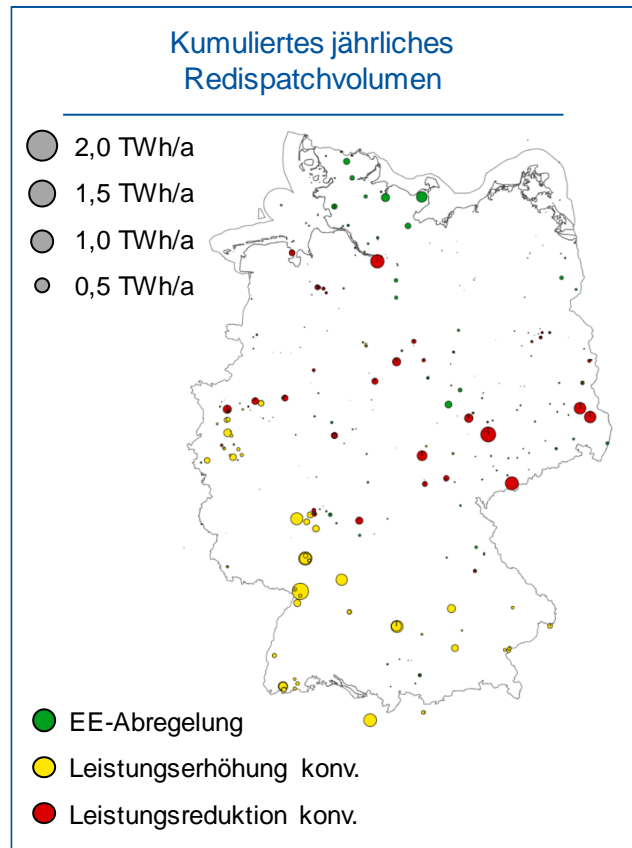 Kumuliertes jährliches
Redispatchvolumen
2,0 TWh/a
1,5 TWh/a
1,0 TWh/a
0,5 TWh/a
EE-Abregelung
Leistungserhöhung konv.
Leistungsreduktion konv.